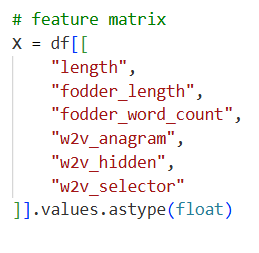 # feature matrix
X = df[[
    "length",
    "fodder_length",
    "fodder_word_count",
    "w2v_anagram",
    "w2v_hidden",
    "w2v_selector"
]].values.astype(float)